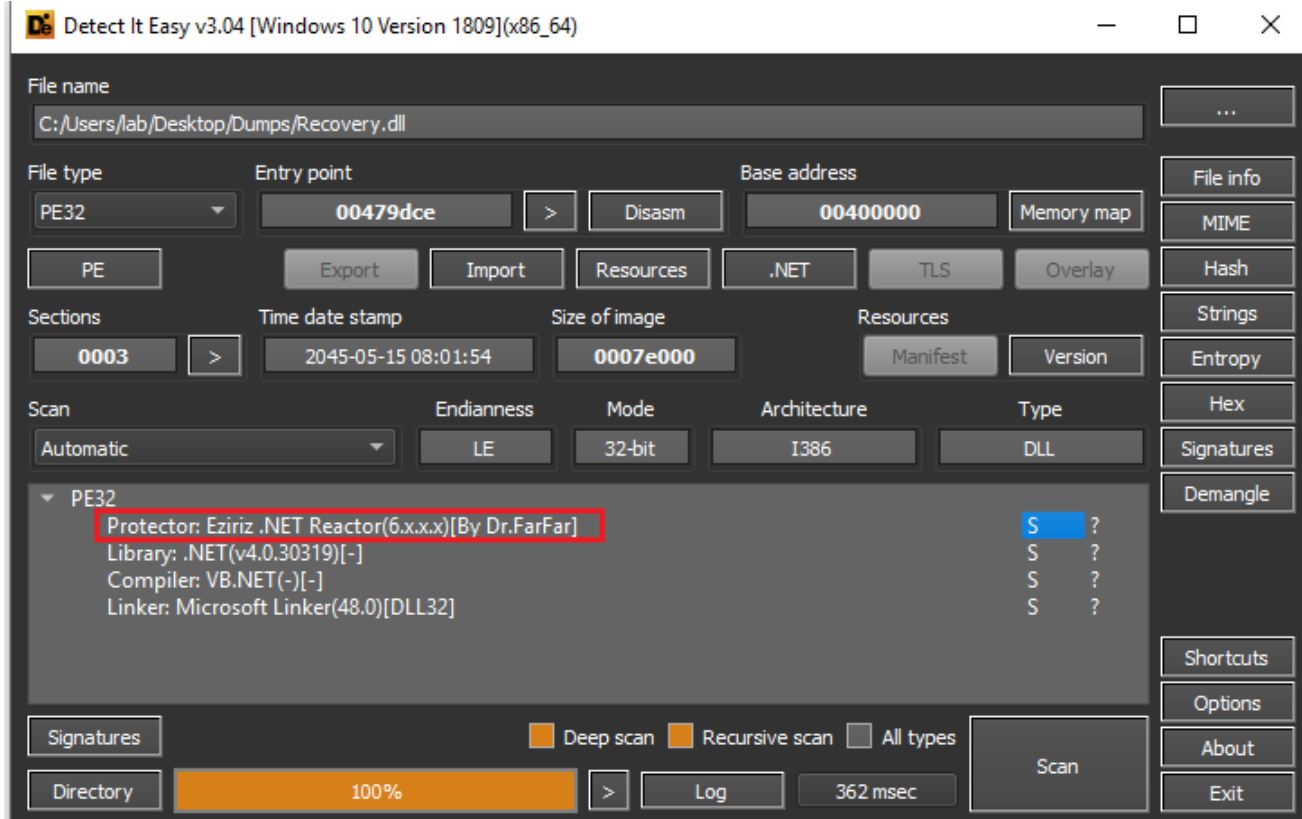 Detect It Easy v3.04 [Windows 10 Version 1809](x86_64)
File name
C:/Users/lab/Desktop/Dumps/Recovery.dll
...
File type Entry point Base address
PE32 00479dce > Disasm 00400000 Memory map
File info
MIME
PE Export Import Resources .NET TLS Overlay
Hash
Sections Time date stamp Size of image Resources
Strings
0003 > 2045-05-15 08:01:54 0007e000 Manifest Version
Entropy
Scan Endianness Mode Architecture Type
Hex
Automatic LE 32-bit I386 DLL
Signatures
PE32
Demangle
Protector: Eziriz .NET Reactor(6.x.x.x)[By Dr.FarFar] S ?
Library: .NET(v4.0.30319)[-] S ?
Compiler: VB.NET(-)[-] S ?
Linker: Microsoft Linker(48.0)[DLL32] S ?
Shortcuts
Options
Signatures Deep scan Recursive scan All types Scan
About
Directory 100% > Log 362 msec
Exit